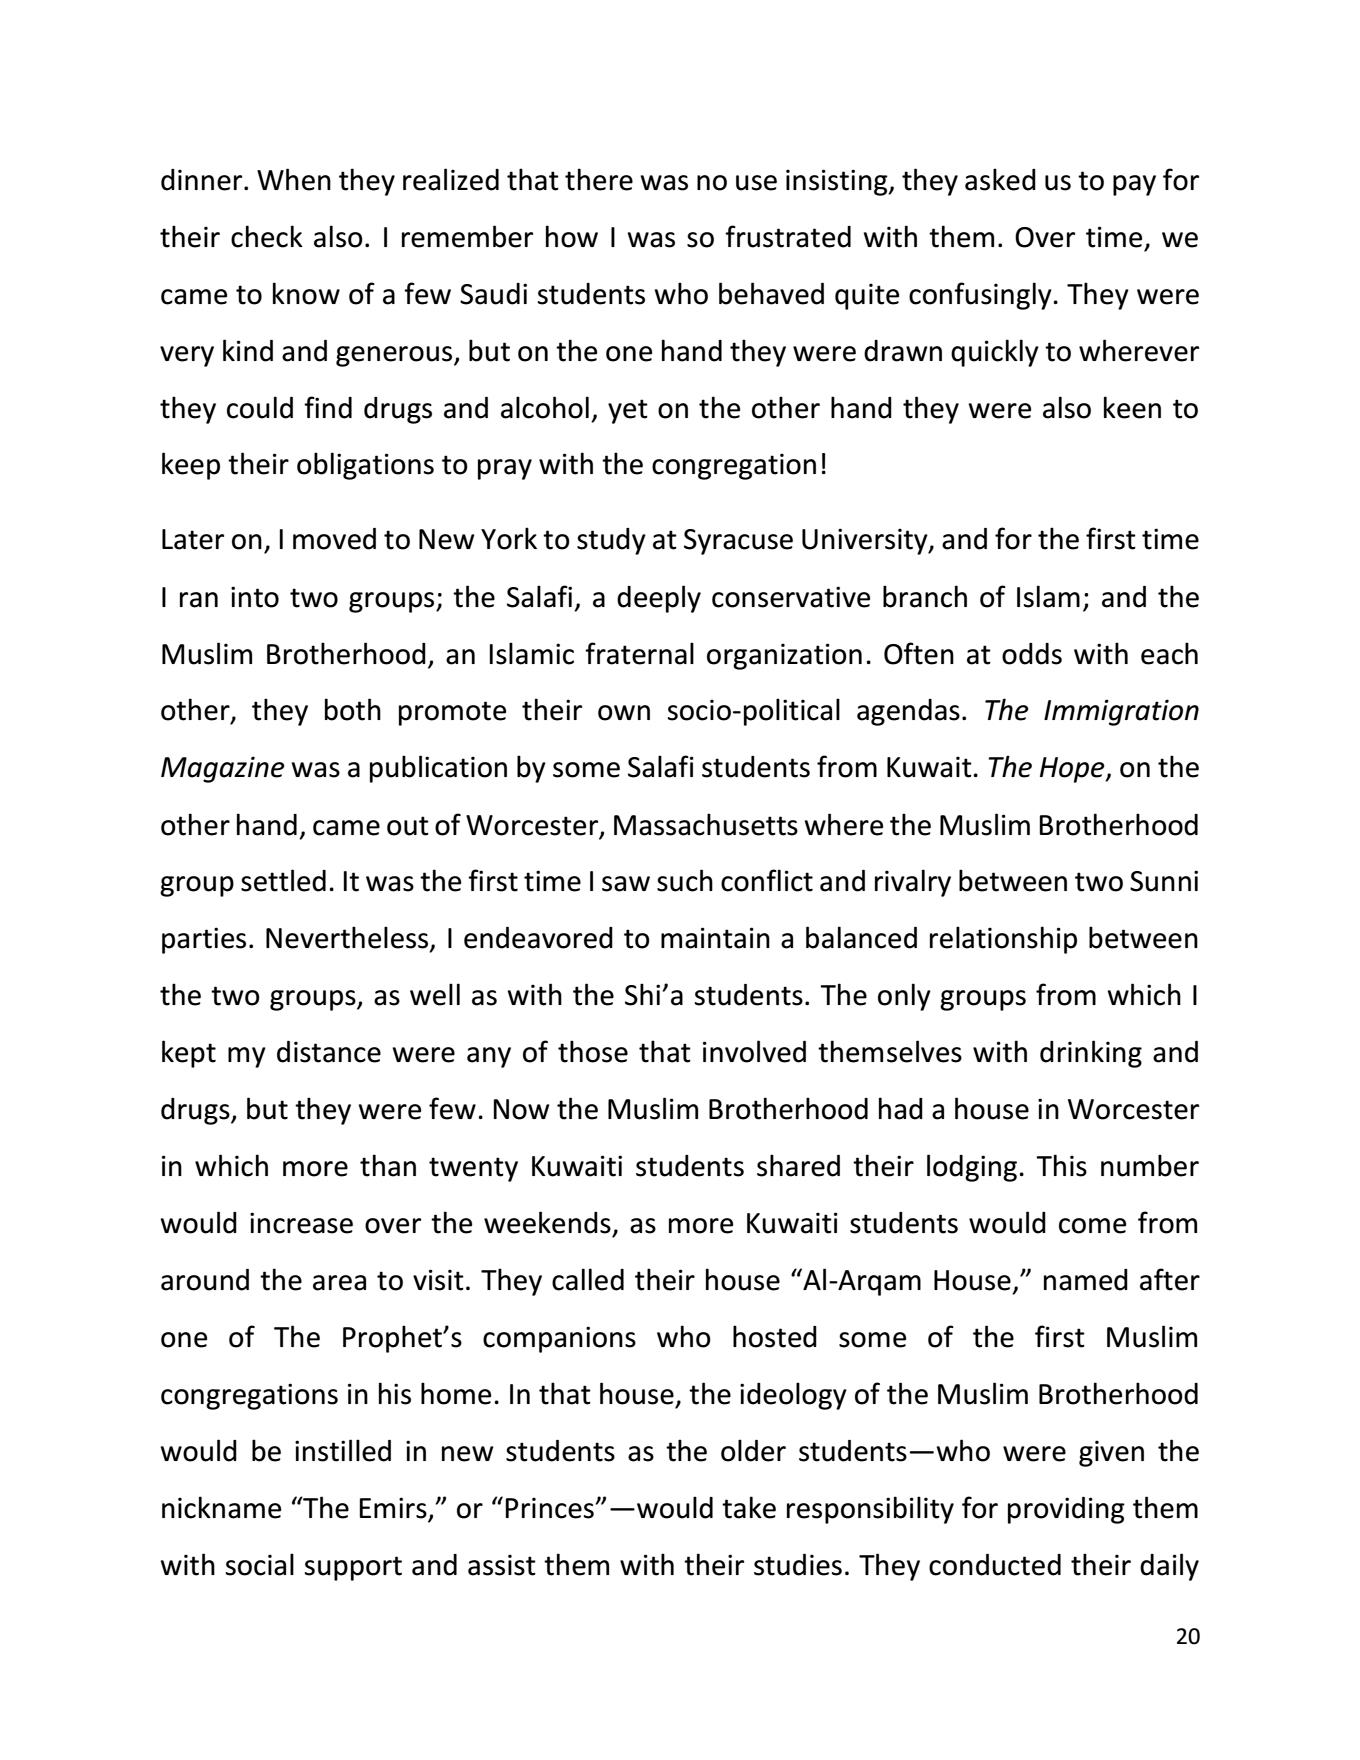 dinner. When they realized that there was no use insisting, they asked us to pay for
their check also. I remember how I was so frustrated with them. Over time, we
came to know of a few Saudi students who behaved quite confusingly. They were
very kind and generous, but on the one hand they were drawn quickly to wherever
they could find drugs and alcohol, yet on the other hand they were also keen to
keep their obligations to pray with the congregation!
Later on, I moved to New York to study at Syracuse University, and for the first time
I ran into two groups; the Salafi, a deeply conservative branch of Islam; and the
Muslim Brotherhood, an Islamic fraternal organization. Often at odds with each
other, they both promote their own socio-political agendas. The Immigration
Magazine was a publication by some Salafi students from Kuwait. The Hope, on the
other hand, came out of Worcester, Massachusetts where the Muslim Brotherhood
group settled. It was the first time I saw such conflict and rivalry between two Sunni
parties. Nevertheless, I endeavored to maintain a balanced relationship between
the two groups, as well as with the Shi’a students. The only groups from which I
kept my distance were any of those that involved themselves with drinking and
drugs, but they were few. Now the Muslim Brotherhood had a house in Worcester
in which more than twenty Kuwaiti students shared their lodging. This number
would increase over the weekends, as more Kuwaiti students would come from
around the area to visit. They called their house “Al-Arqam House,” named after
one of The Prophet’s companions who hosted some of the first Muslim
congregations in his home. In that house, the ideology of the Muslim Brotherhood
would be instilled in new students as the older students—who were given the
nickname “The Emirs,” or “Princes”—would take responsibility for providing them
with social support and assist them with their studies. They conducted their daily
20